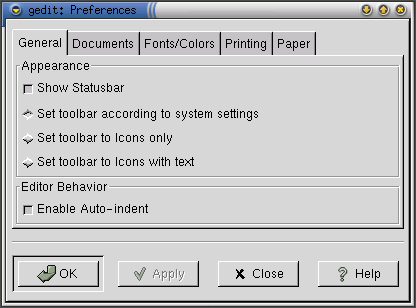 gedit: Preferences
General Documents Fonts/Colors Printing Paper
Appearance
Show Statusbar
Set toolbar according to system settings
Set toolbar to Icons only
Set toolbar to Icons with text
Editor Behavior
Enable Auto-indent
OK Apply Close Help